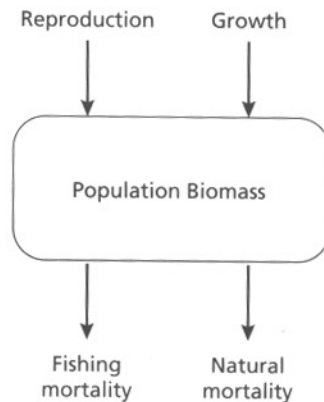 Reproduction
Growth
Population Biomass
Fishing
mortality
Natural
mortality